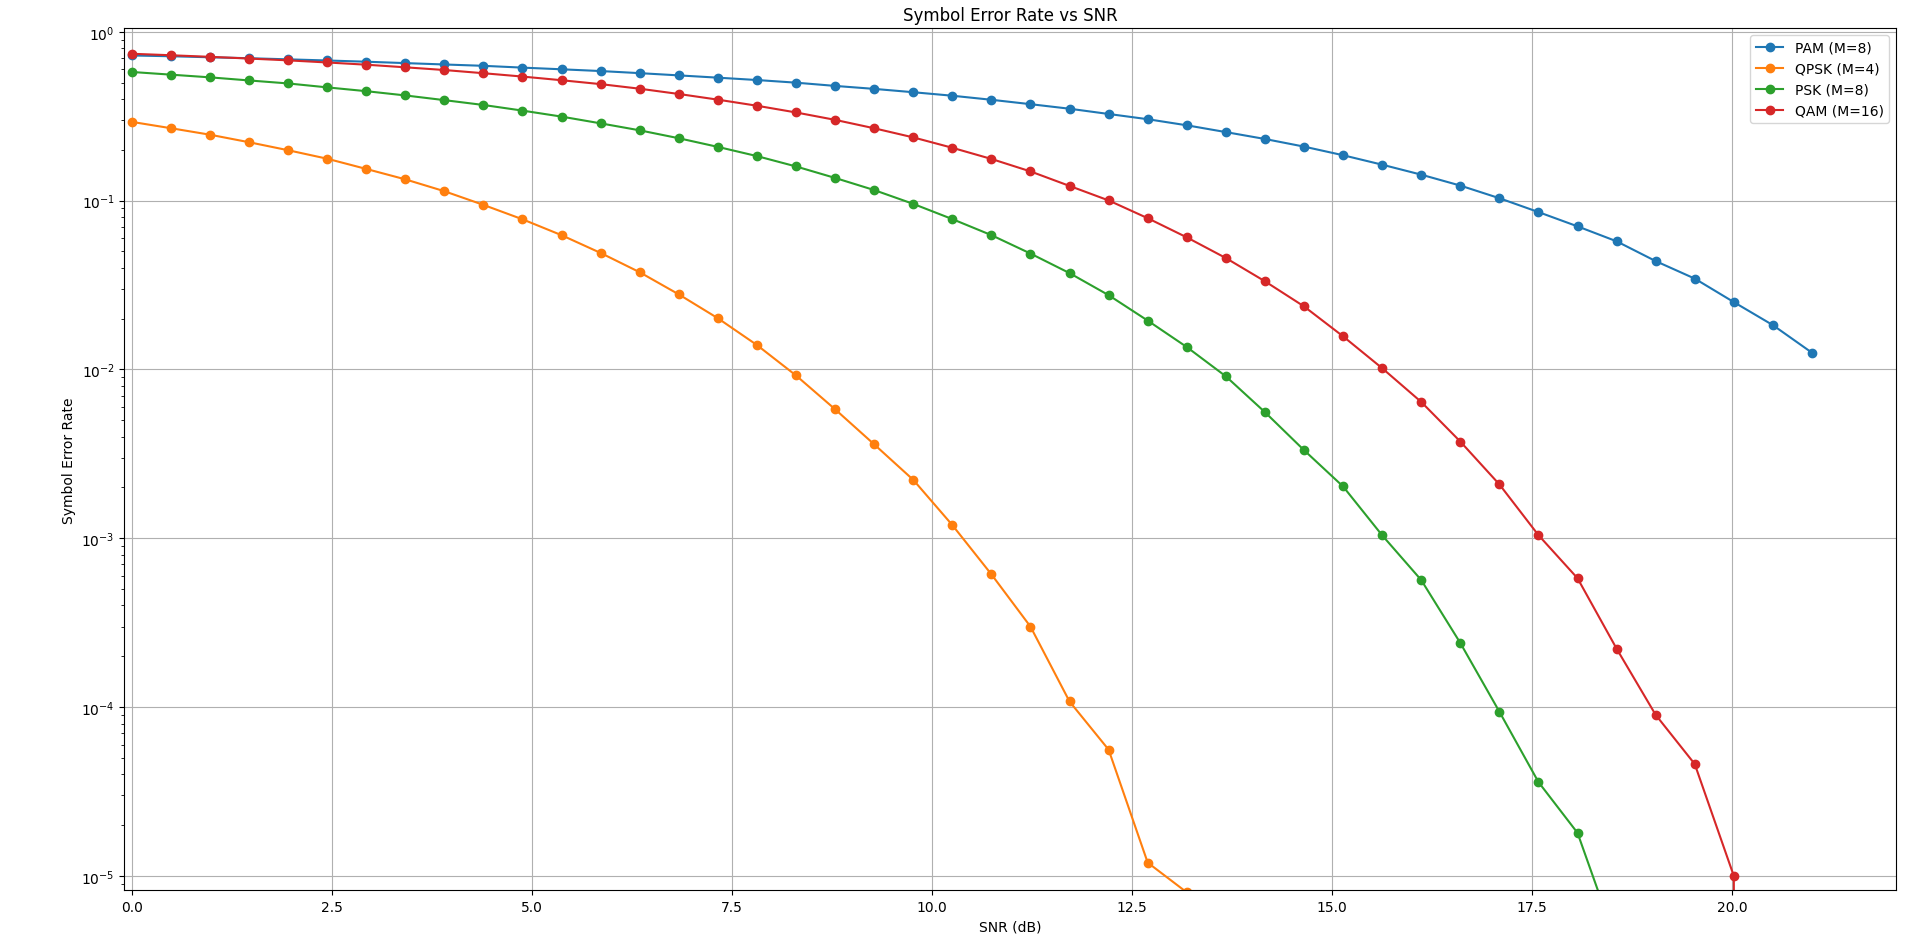 Symbol Error Rate vs SNR
PAM (M=8)
QPSK (M=4)
PSK (M=8)
QAM (M=16)
Symbol Error Rate
10⁰
10⁻¹
10⁻²
10⁻³
10⁻⁴
10⁻⁵
0.0 2.5 5.0 7.5 10.0 12.5 15.0 17.5 20.0
SNR (dB)